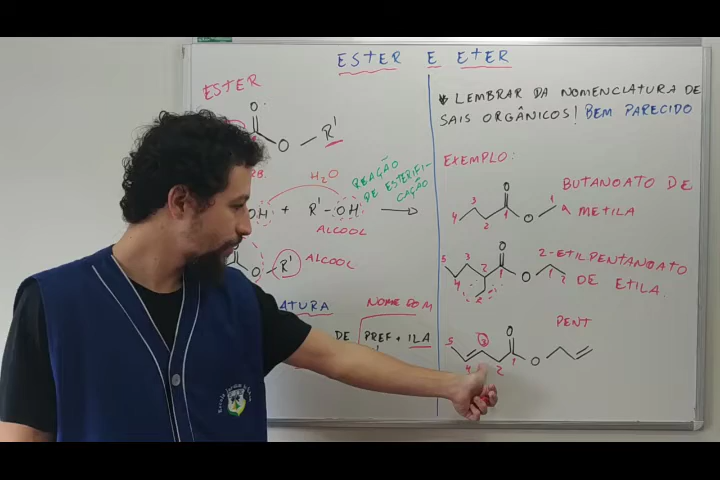 ESTER E ETER
ESTER
O
O
R'
H₂O
OH + R'-OH
ALCOOL
REAÇÃO
DE ESTERIFI-
CAÇÃO
O
R'
ALCOOL
ATURA
NOME DO M
DE PREF + ILA
* LEMBRAR DA NOMENCLATURA DE
SAIS ORGÂNICOS! BEM PARECIDO
EXEMPLO:
BUTANOATO DE
METILA
4 3 2 1 O O 1
2-ETILPENTANOATO
DE ETILA
5 4 3 2 1 O O 1 2
PENT
5 4 3 2 1 O O